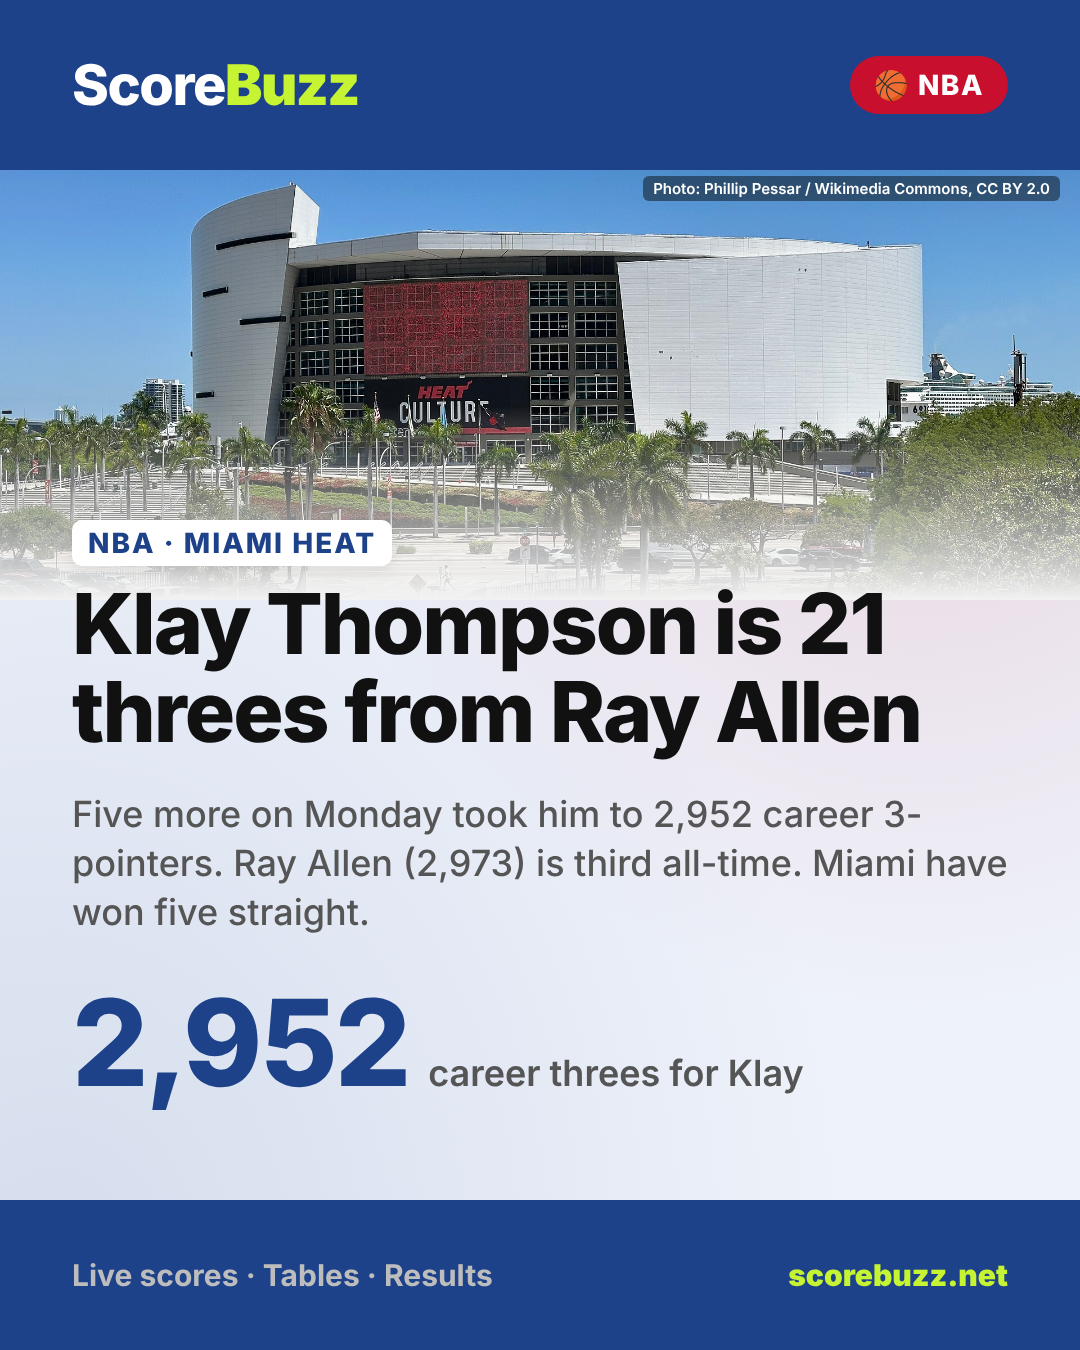 ScoreBuzz
🏀 NBA
Photo: Phillip Pessar / Wikimedia Commons, CC BY 2.0
HEAT
CULTURE
NBA · MIAMI HEAT
Klay Thompson is 21
threes from Ray Allen
Five more on Monday took him to 2,952 career 3-
pointers. Ray Allen (2,973) is third all-time. Miami have
won five straight.
2,952 career threes for Klay
Live scores · Tables · Results
scorebuzz.net